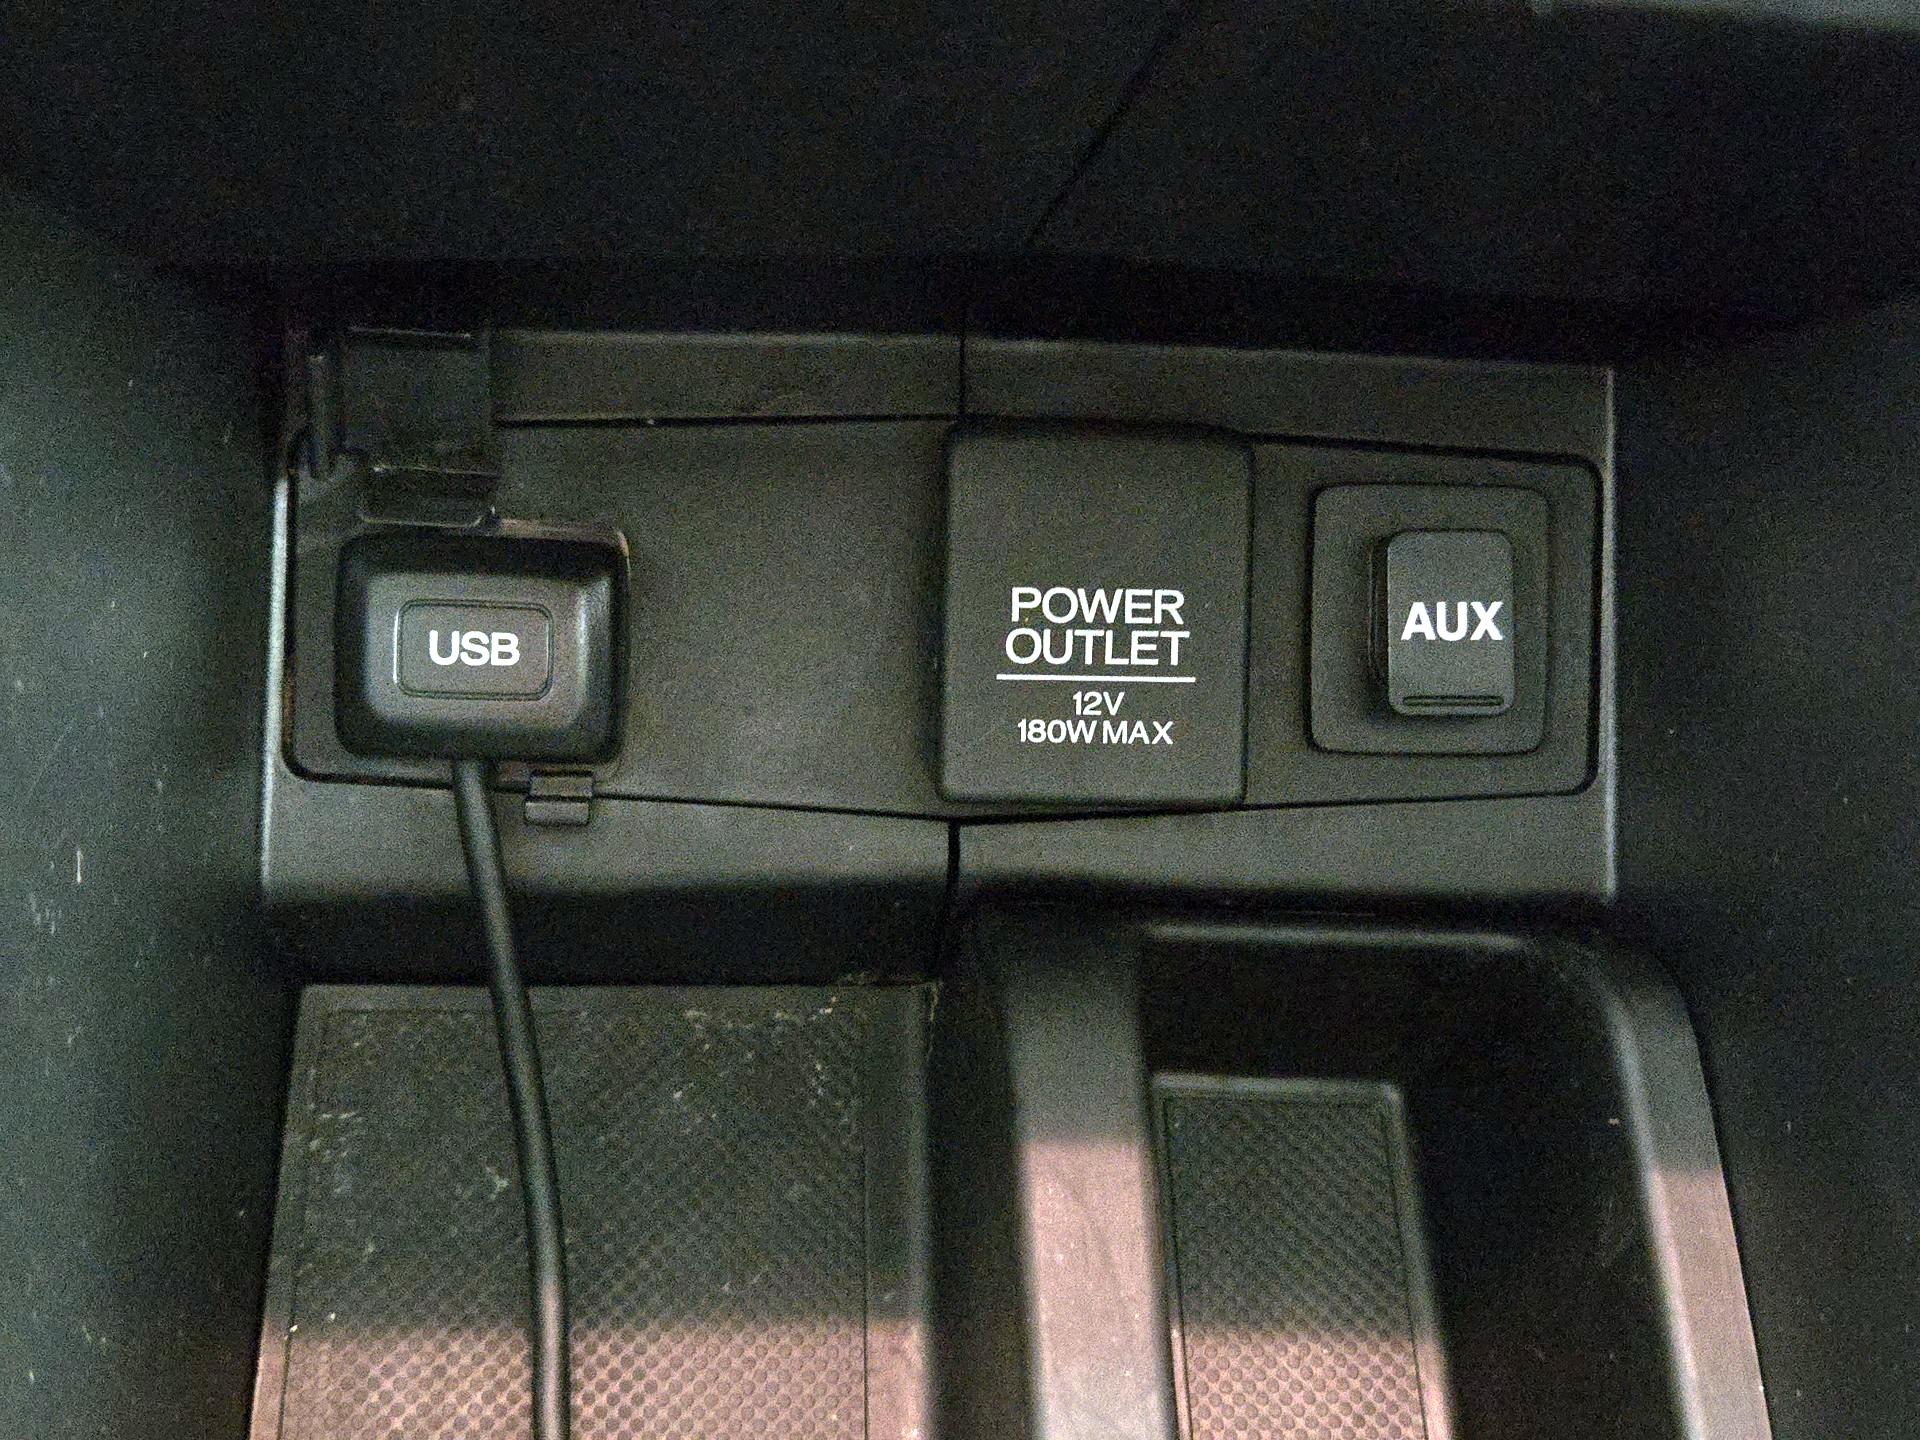 USB
POWER
OUTLET
12V
180W MAX
AUX